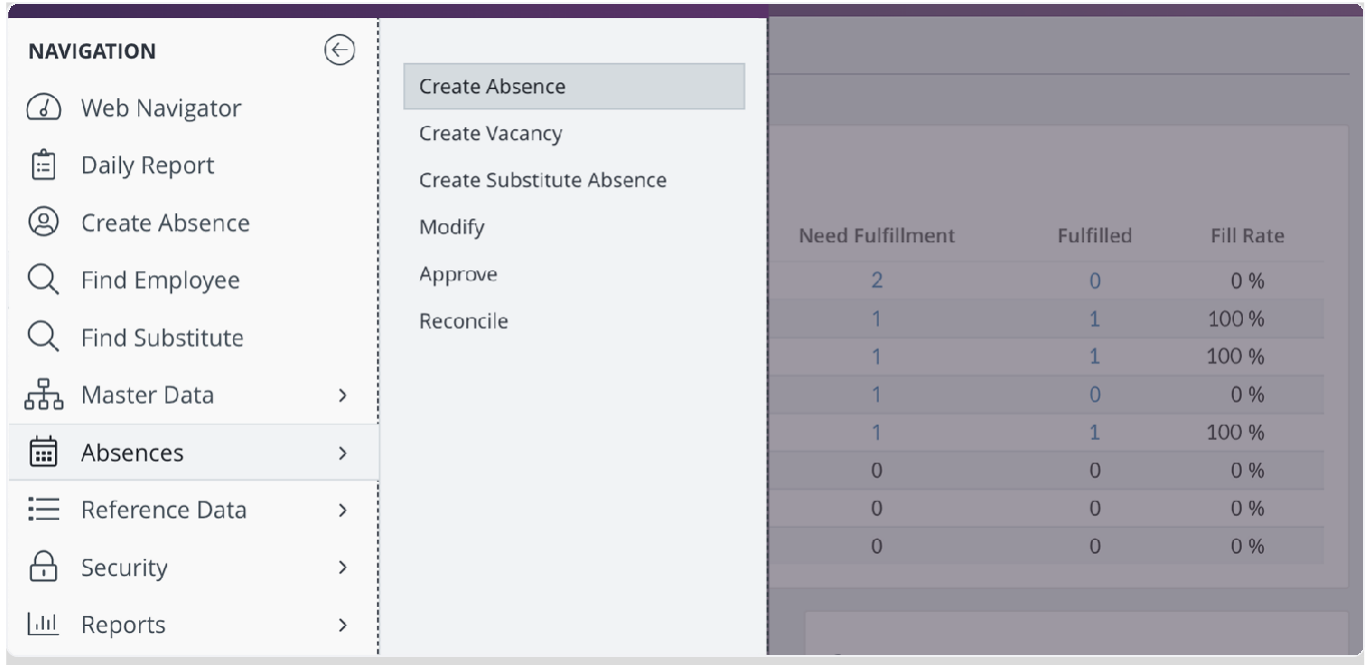 NAVIGATION
Web Navigator
Daily Report
Create Absence
Find Employee
Find Substitute
Master Data
Absences
Reference Data
Security
Reports
Create Absence
Create Vacancy
Create Substitute Absence
Modify
Approve
Reconcile
Need Fulfillment Fulfilled Fill Rate
2 0 0 %
1 1 100 %
1 1 100 %
1 0 0 %
1 1 100 %
0 0 0 %
0 0 0 %
0 0 0 %